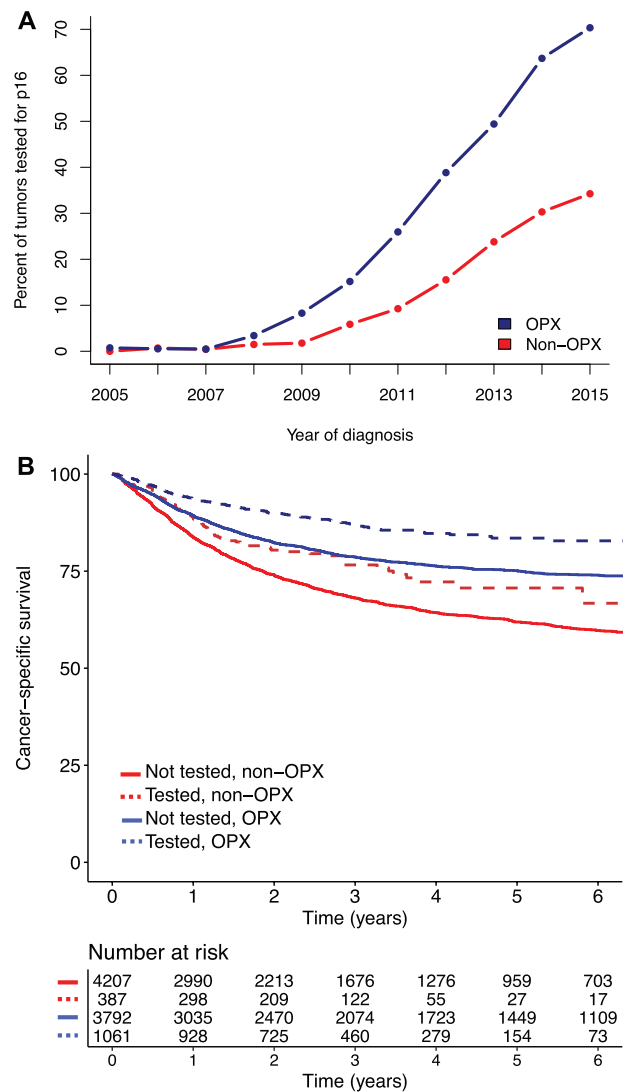 A
Percent of tumors tested for p16
70
60
50
40
30
20
10
0
OPX
Non-OPX
2005 2007 2009 2011 2013 2015
Year of diagnosis
B
Cancer-specific survival
100
75
50
25
0
Not tested, non-OPX
Tested, non-OPX
Not tested, OPX
Tested, OPX
0 1 2 3 4 5 6
Time (years)
Number at risk
4207 2990 2213 1676 1276 959 703
387 298 209 122 55 27 17
3792 3035 2470 2074 1723 1449 1109
1061 928 725 460 279 154 73
0 1 2 3 4 5 6
Time (years)